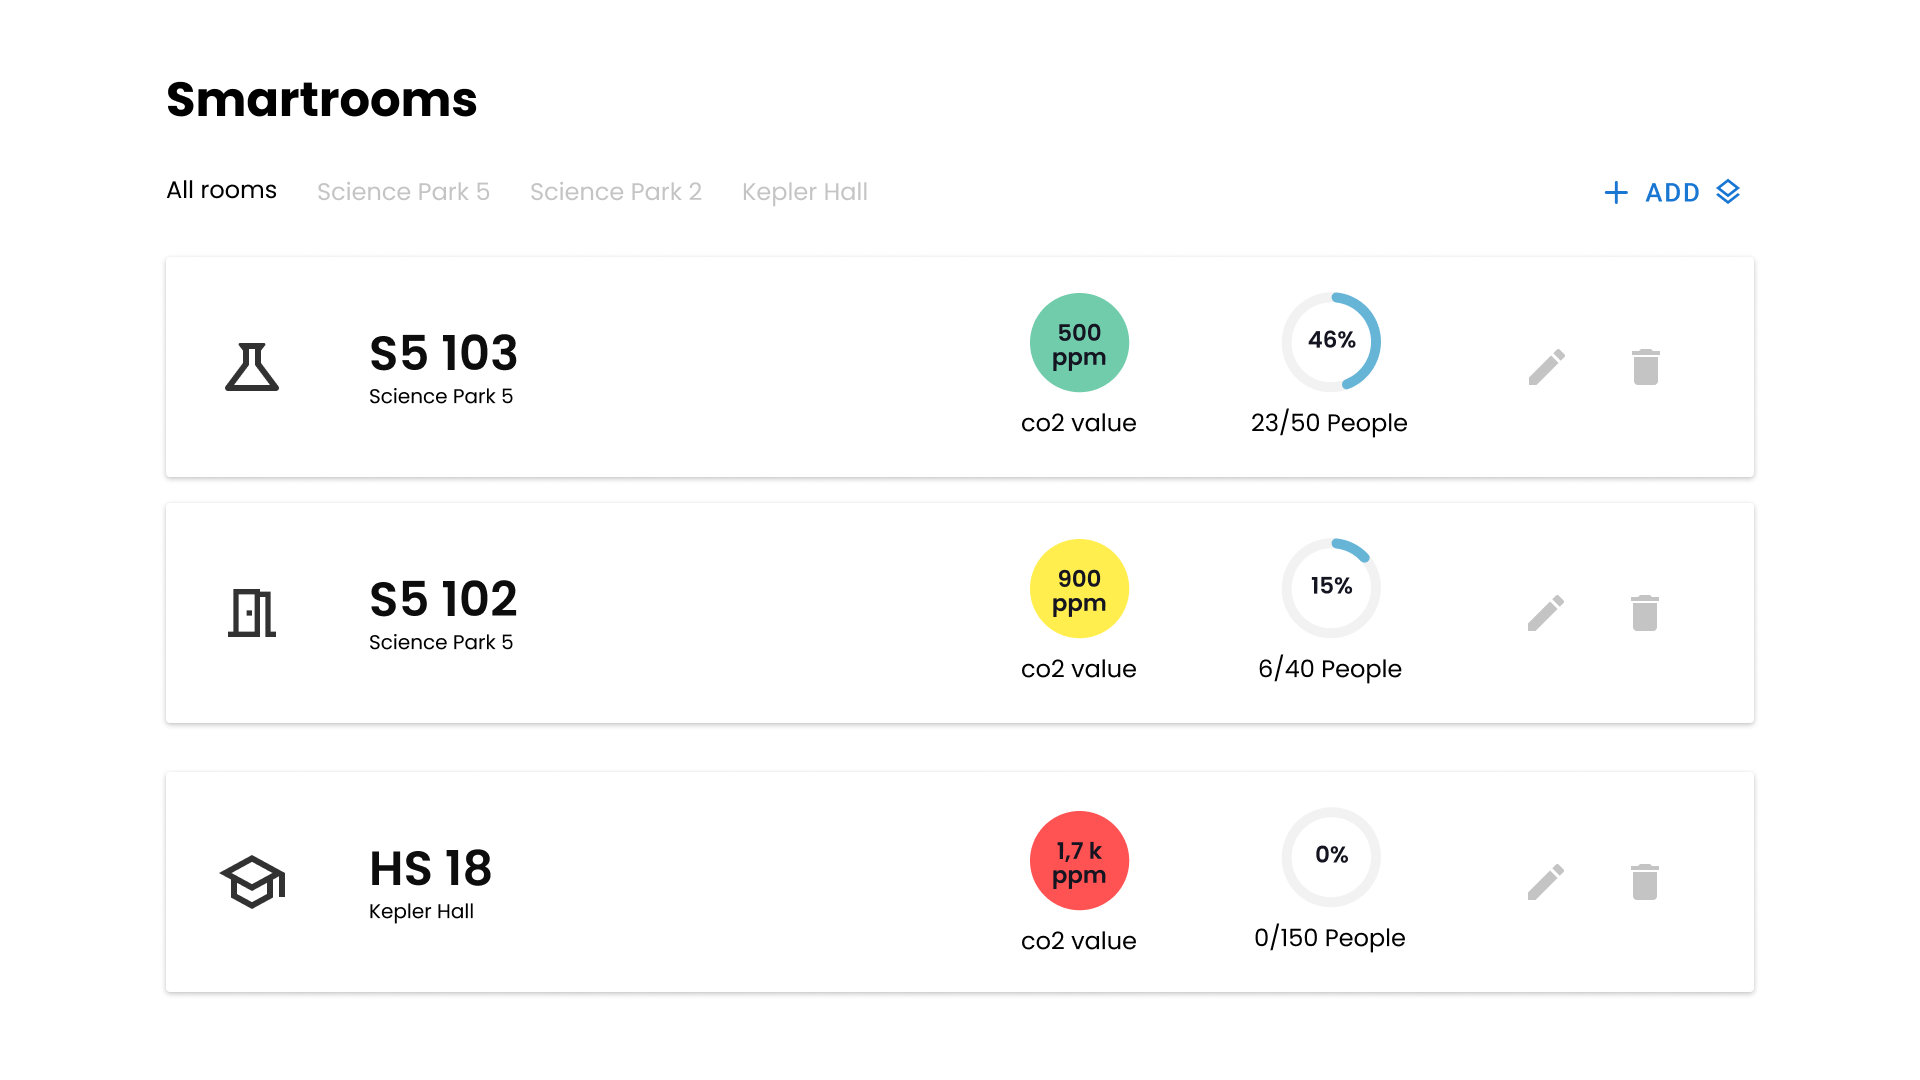 Smartrooms
All rooms Science Park 5 Science Park 2 Kepler Hall
ADD
S5 103
Science Park 5
500
ppm
co2 value
46%
23/50 People
S5 102
Science Park 5
900
ppm
co2 value
15%
6/40 People
HS 18
Kepler Hall
1,7 k
ppm
co2 value
0%
0/150 People